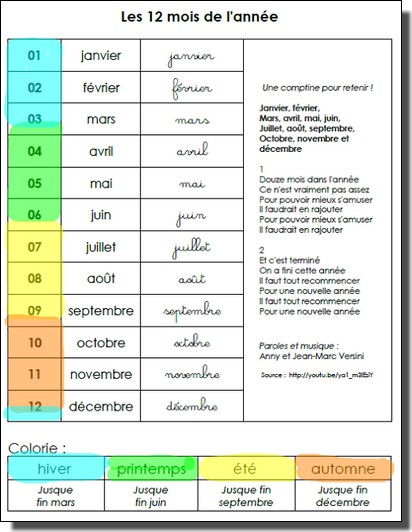 Les 12 mois de l'année
01 janvier janvier
02 février février
03 mars mars
04 avril avril
05 mai mai
06 juin juin
07 juillet juillet
08 août août
09 septembre septembre
10 octobre octobre
11 novembre novembre
12 décembre décembre
Une comptine pour retenir !
Janvier, février,
Mars, avril, mai, juin,
Juillet, août, septembre,
Octobre, novembre et
décembre
1
Douze mois dans l'année
Ce n'est vraiment pas assez
Pour pouvoir mieux s'amuser
Il faudrait en rajouter
Pour pouvoir mieux s'amuser
Il faudrait en rajouter
2
Et c'est terminé
On a fini cette année
Il faut tout recommencer
Pour une nouvelle année
Il faut tout recommencer
Pour une nouvelle année
Paroles et musique :
Anny et Jean-Marc Versini
Source : http://youtu.be/
Colorie :
hiver printemps été automne
Jusque Jusque Jusque fin Jusque fin
fin mars fin juin septembre décembre